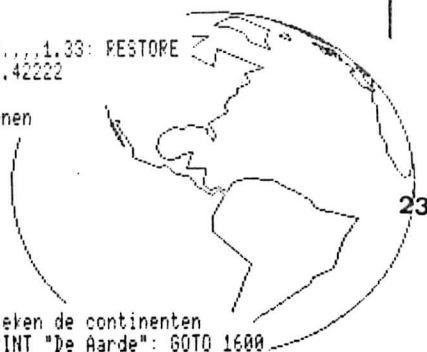 ,,,,1.33: RESTORE
.42222
nen
23
eken de continenten
INT "De Aarde": GOTO 1600